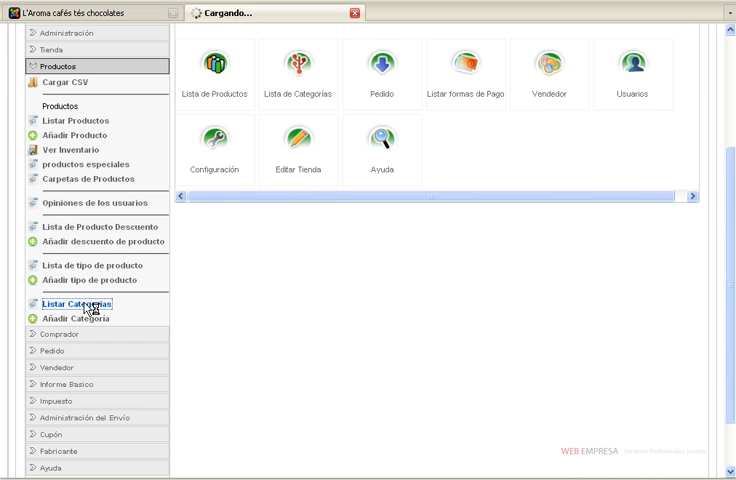 L'Aroma cafés tés chocolates
Cargando...
Administración
Tienda
Productos
Cargar CSV
Productos
Listar Productos
Añadir Producto
Ver Inventario
productos especiales
Carpetas de Productos
Opiniones de los usuarios
Lista de Producto Descuento
Añadir descuento de producto
Lista de tipo de producto
Añadir tipo de producto
Listar Categorias
Añadir Categoría
Comprador
Pedido
Vendedor
Informe Basico
Impuesto
Administración del Envío
Cupón
Fabricante
Ayuda
Lista de Productos
Lista de Categorías
Pedido
Listar formas de Pago
Vendedor
Usuarios
Configuración
Editar Tienda
Ayuda
WEB EMPRESA Servicios Profesionales Joomla